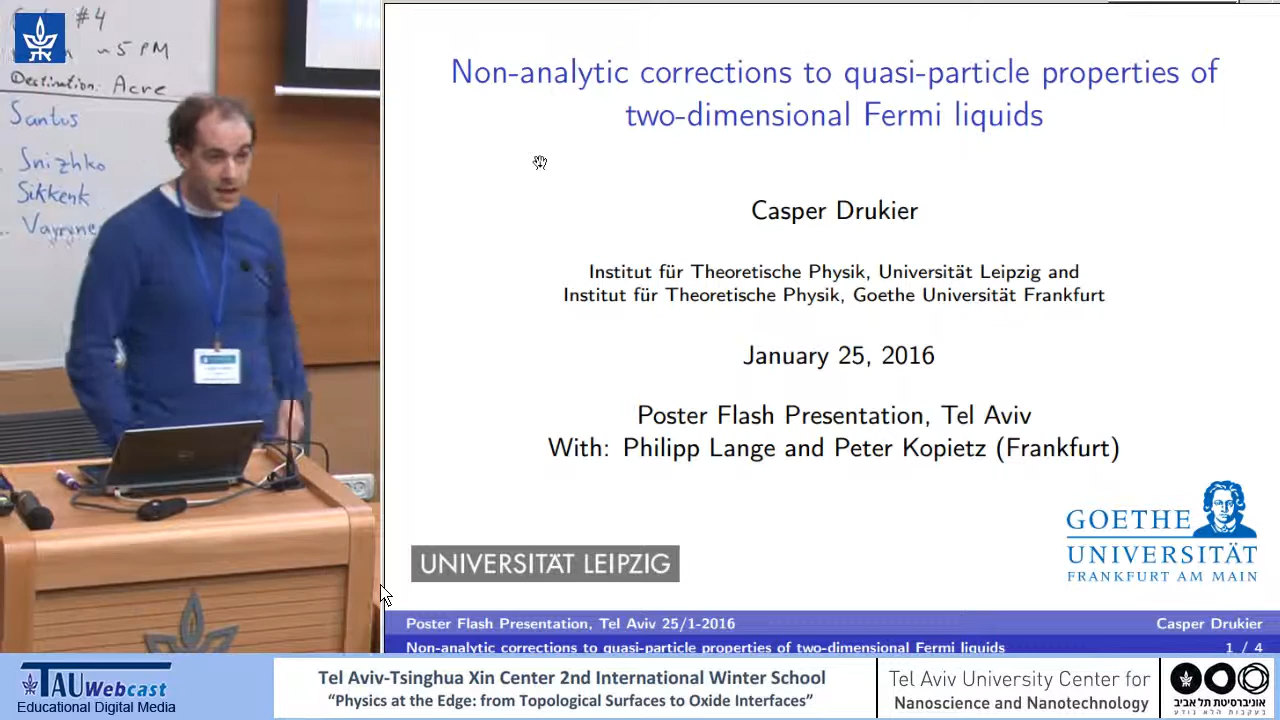 #4
~5 PM
Destination: Acre
Santos
Snizhko
Sikkenk
Non-analytic corrections to quasi-particle properties of
two-dimensional Fermi liquids
Casper Drukier
Institut für Theoretische Physik, Universität Leipzig and
Institut für Theoretische Physik, Goethe Universität Frankfurt
January 25, 2016
Poster Flash Presentation, Tel Aviv
With: Philipp Lange and Peter Kopietz (Frankfurt)
UNIVERSITÄT LEIPZIG
GOETHE
UNIVERSITÄT
FRANKFURT AM MAIN
Poster Flash Presentation, Tel Aviv 25/1-2016
Casper Drukier
Non-analytic corrections to quasi-particle properties of two-dimensional Fermi liquids
1 / 4
TAU Webcast
Educational Digital Media
Tel Aviv-Tsinghua Xin Center 2nd International Winter School
“Physics at the Edge: from Topological Surfaces to Oxide Interfaces”
Tel Aviv University Center for
Nanoscience and Nanotechnology
אוניברסיטת תל אביב